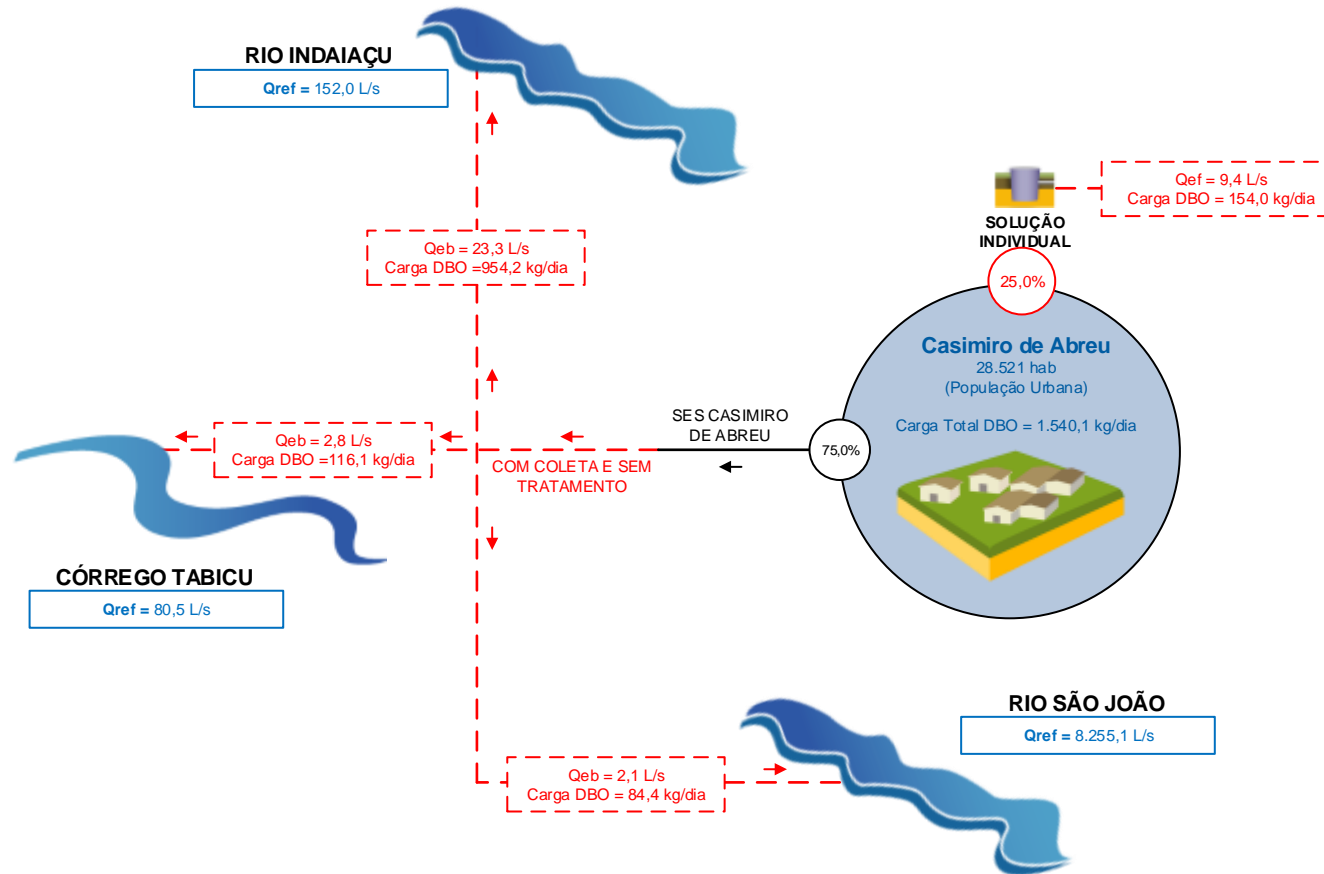 RIO INDAIAÇU
Qref = 152,0 L/s
Qef = 9,4 L/s
Carga DBO = 154,0 kg/dia
SOLUÇÃO
INDIVIDUAL
25,0%
Qeb = 23,3 L/s
Carga DBO =954,2 kg/dia
Casimiro de Abreu
28.521 hab
(População Urbana)
Carga Total DBO = 1.540,1 kg/dia
SES CASIMIRO
DE ABREU
75,0%
Qeb = 2,8 L/s
Carga DBO =116,1 kg/dia
COM COLETA E SEM
TRATAMENTO
CÓRREGO TABICU
Qref = 80,5 L/s
RIO SÃO JOÃO
Qref = 8.255,1 L/s
Qeb = 2,1 L/s
Carga DBO = 84,4 kg/dia